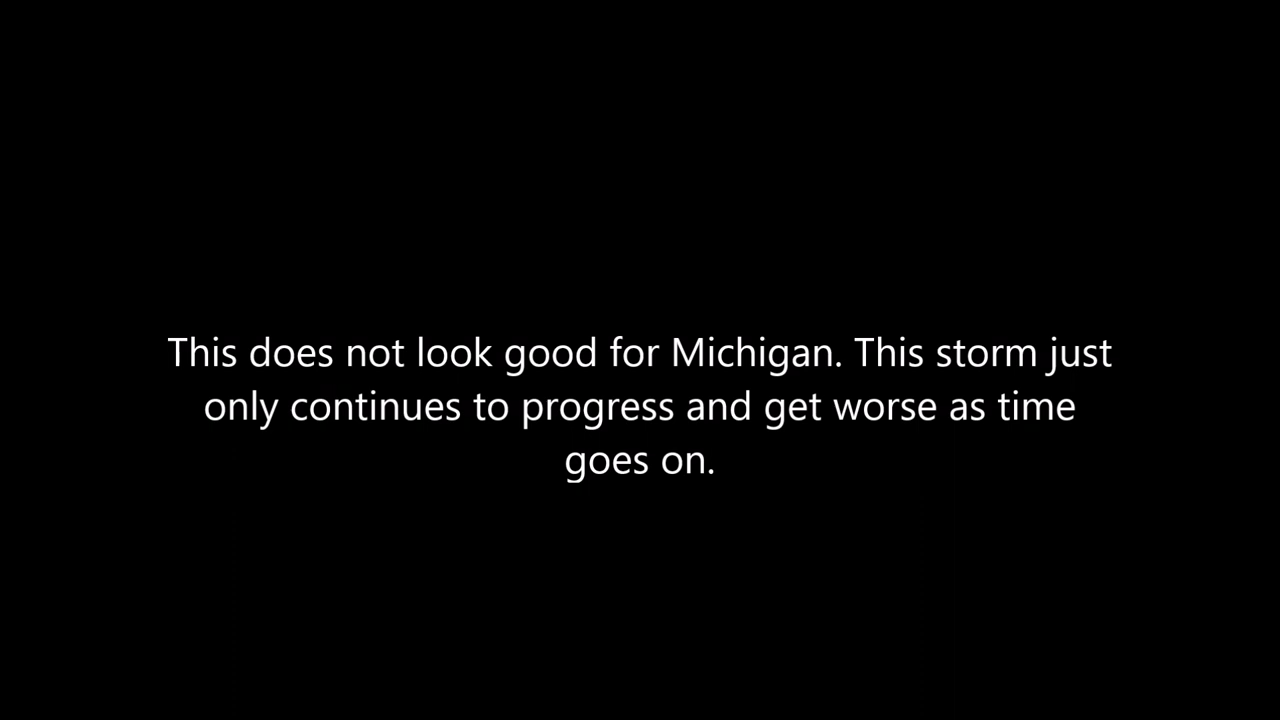 This does not look good for Michigan. This storm just
only continues to progress and get worse as time
goes on.